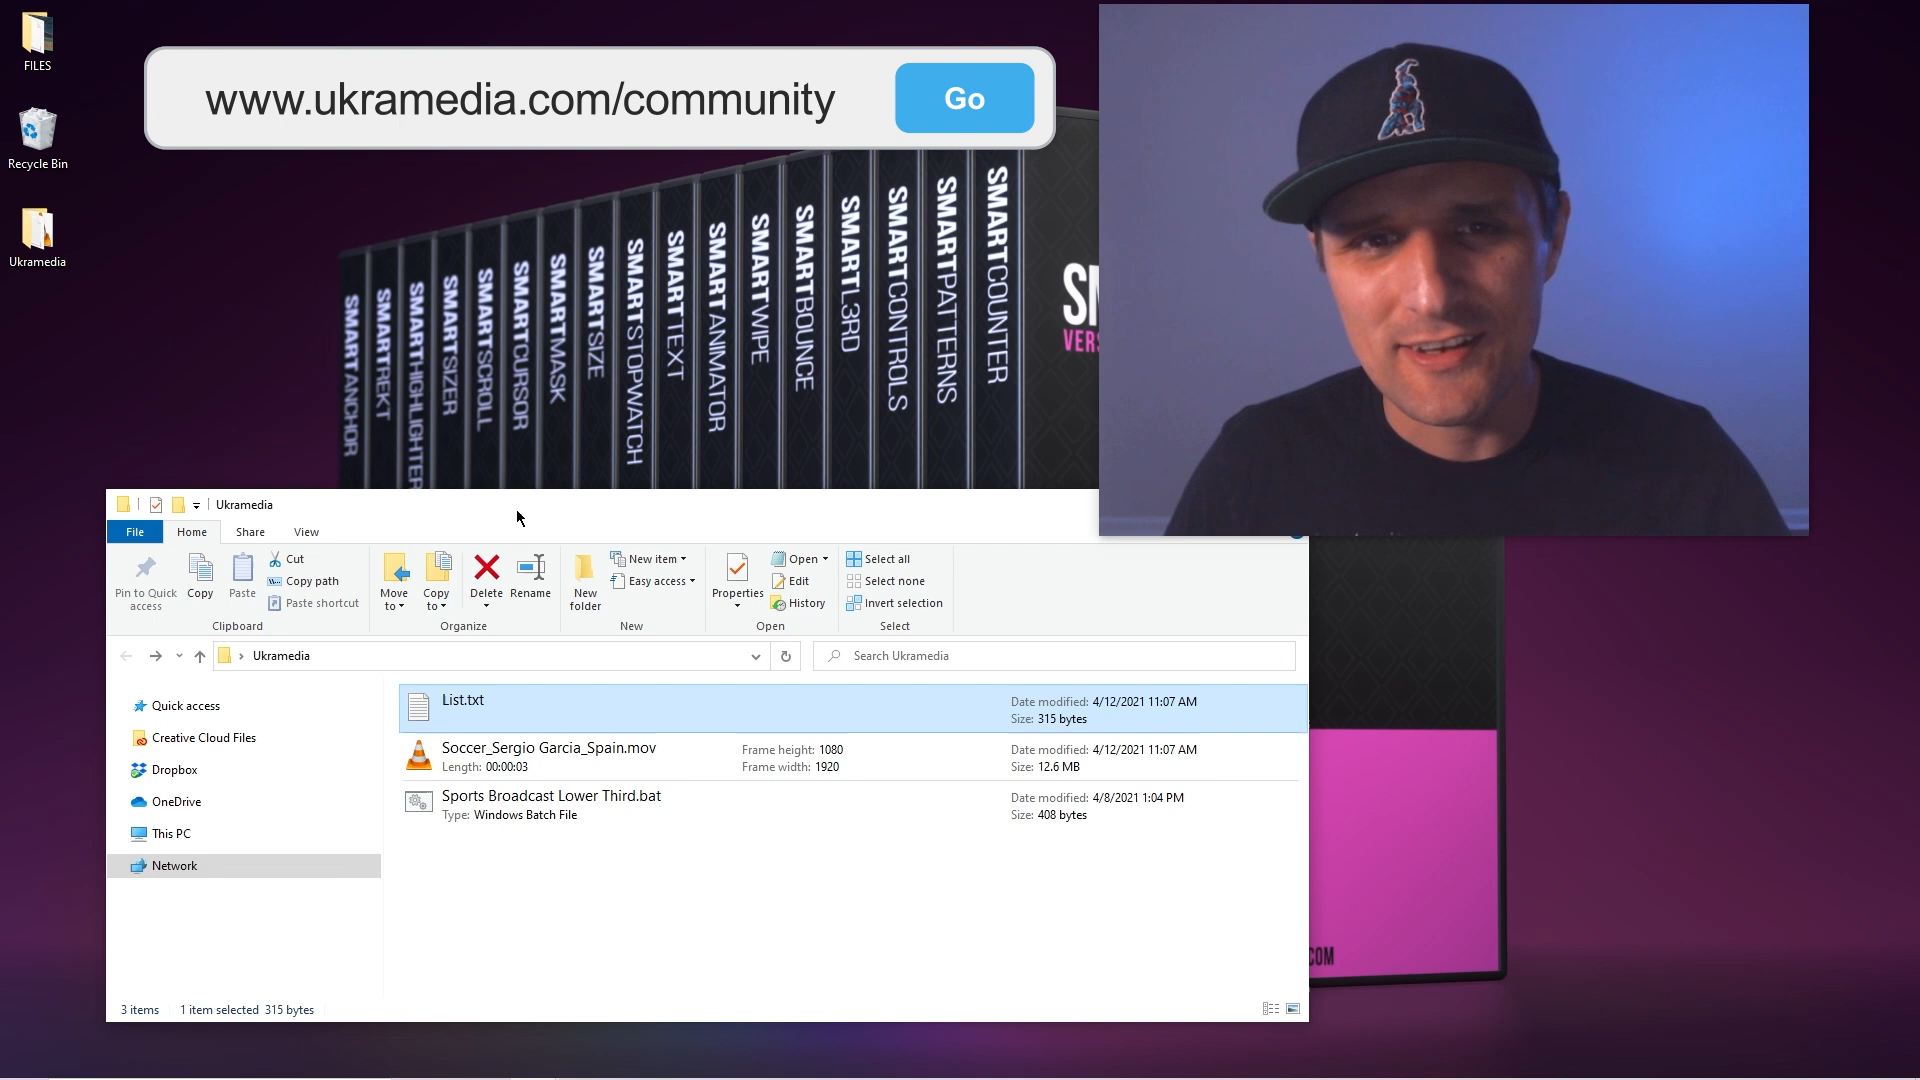 FILES
Recycle Bin
Ukramedia
www.ukramedia.com/community
Go
SMARTANCHOR
SMARTREKT
SMARTHIGHLIGHTER
SMARTSIZER
SMARTSCROLL
SMARTCURSOR
SMARTMASK
SMARTSIZE
SMARTSTOPWATCH
SMARTTEXT
SMARTANIMATOR
SMARTWIPE
SMARTBOUNCE
SMARTL3RD
SMARTCONTROLS
SMARTPATTERNS
SMARTCOUNTER
Ukramedia
File Home Share View
Pin to Quick access
Copy
Paste
Cut
Copy path
Paste shortcut
Clipboard
Move to
Copy to
Delete
Rename
Organize
New folder
New item
Easy access
New
Properties
Open
Edit
History
Open
Select all
Select none
Invert selection
Select
Ukramedia
Search Ukramedia
Quick access
Creative Cloud Files
Dropbox
OneDrive
This PC
Network
List.txt
Date modified: 4/12/2021 11:07 AM
Size: 315 bytes
Soccer_Sergio Garcia_Spain.mov
Length: 00:00:03
Frame height: 1080
Frame width: 1920
Date modified: 4/12/2021 11:07 AM
Size: 12.6 MB
Sports Broadcast Lower Third.bat
Type: Windows Batch File
Date modified: 4/8/2021 1:04 PM
Size: 408 bytes
3 items 1 item selected 315 bytes
COM